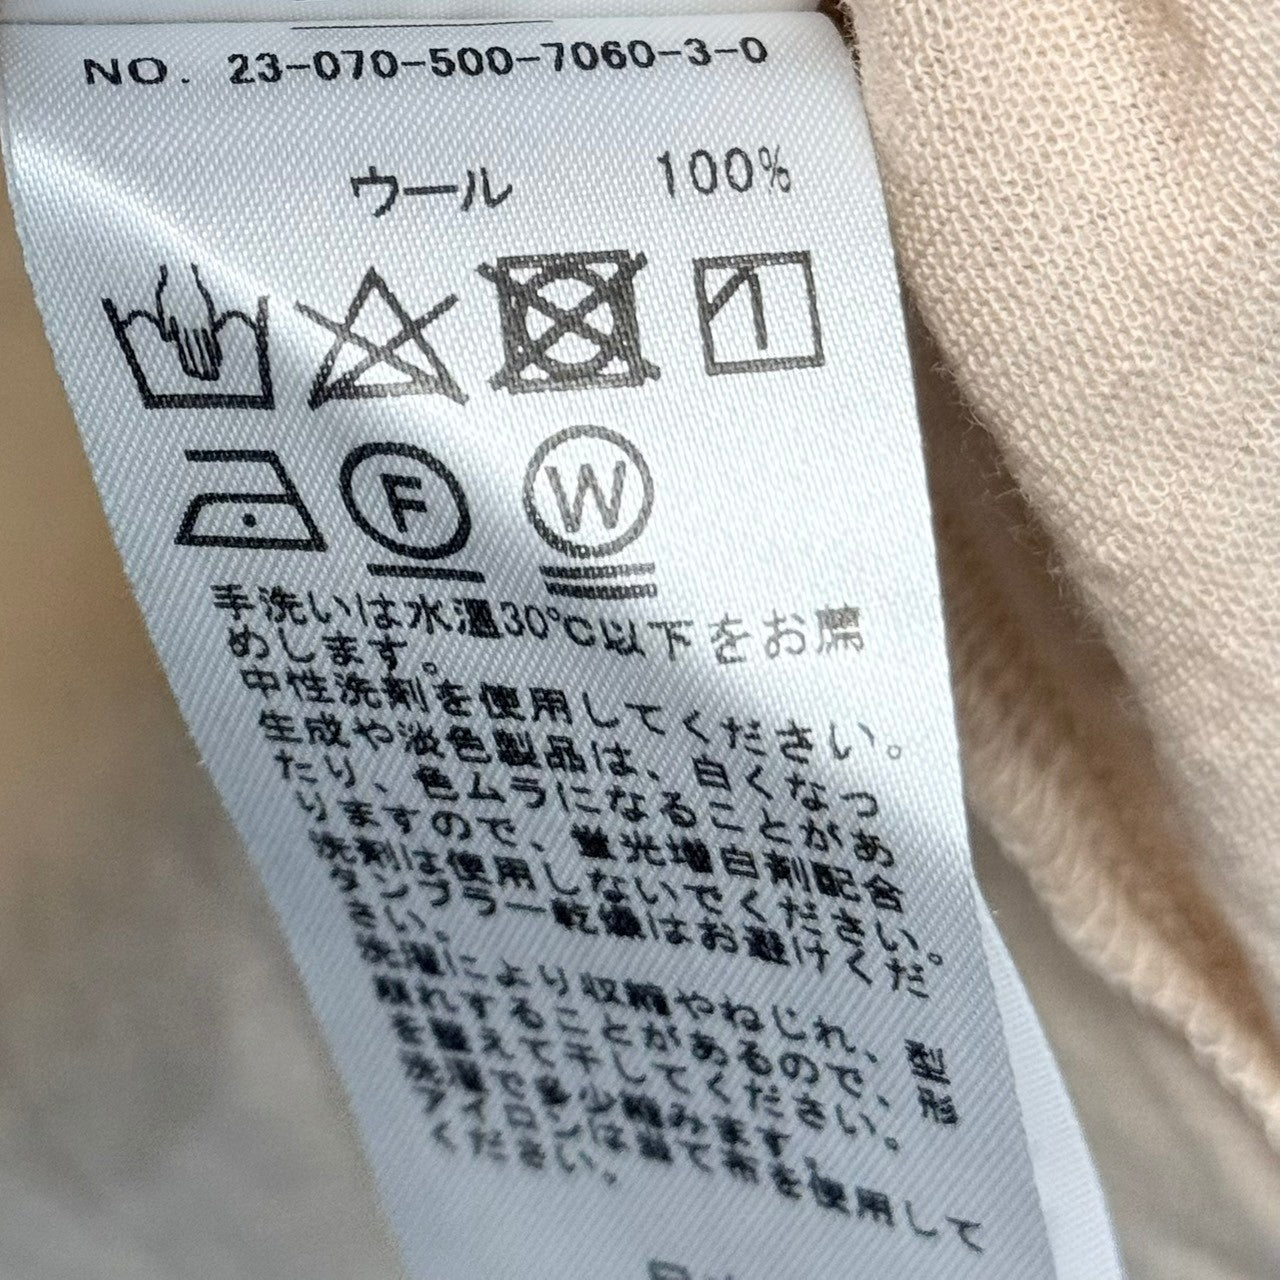 NO. 23-070-500-7060-3-0
ウール 100%
F
W
手洗いは水温30℃以下をお薦
めします。
中性洗剤を使用してください。
生成や淡色製品は、白くなっ
たり、色ムラになることがあ
りますので、蛍光増白剤配合
洗剤は使用しないでください。
タンブラー乾燥はお避けくだ
さい。
洗濯により収縮やねじれ、型
崩れすることがあるので、形
を整えて干してください。
洗濯で多少縮みます。
アイロンは当て布を使用して
ください。